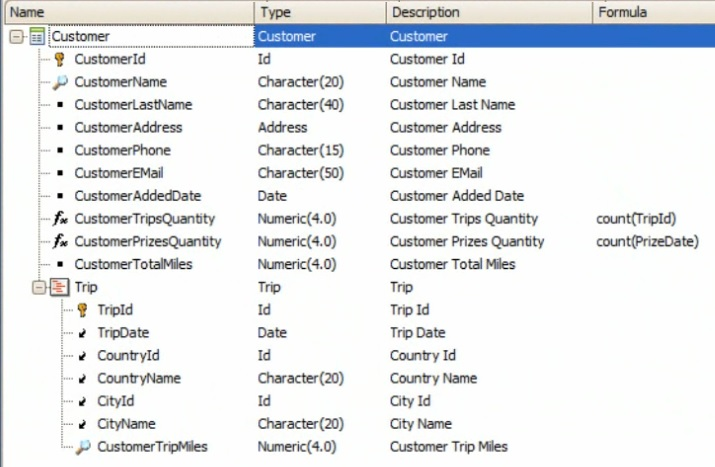 Name Type Description Formula
Customer Customer Customer
CustomerId Id Customer Id
CustomerName Character(20) Customer Name
CustomerLastName Character(40) Customer Last Name
CustomerAddress Address Customer Address
CustomerPhone Character(15) Customer Phone
CustomerEMail Character(50) Customer EMail
CustomerAddedDate Date Customer Added Date
fx CustomerTripsQuantity Numeric(4.0) Customer Trips Quantity count(TripId)
fx CustomerPrizesQuantity Numeric(4.0) Customer Prizes Quantity count(PrizeDate)
CustomerTotalMiles Numeric(4.0) Customer Total Miles
Trip Trip Trip
TripId Id Trip Id
TripDate Date Trip Date
CountryId Id Country Id
CountryName Character(20) Country Name
CityId Id City Id
CityName Character(20) City Name
CustomerTripMiles Numeric(4.0) Customer Trip Miles